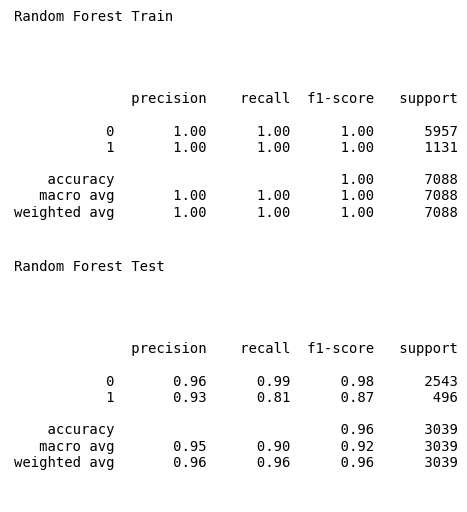 Random Forest Train
precision recall f1-score support
0 1.00 1.00 1.00 5957
1 1.00 1.00 1.00 1131
accuracy 1.00 7088
macro avg 1.00 1.00 1.00 7088
weighted avg 1.00 1.00 1.00 7088
Random Forest Test
precision recall f1-score support
0 0.96 0.99 0.98 2543
1 0.93 0.81 0.87 496
accuracy 0.96 3039
macro avg 0.95 0.90 0.92 3039
weighted avg 0.96 0.96 0.96 3039